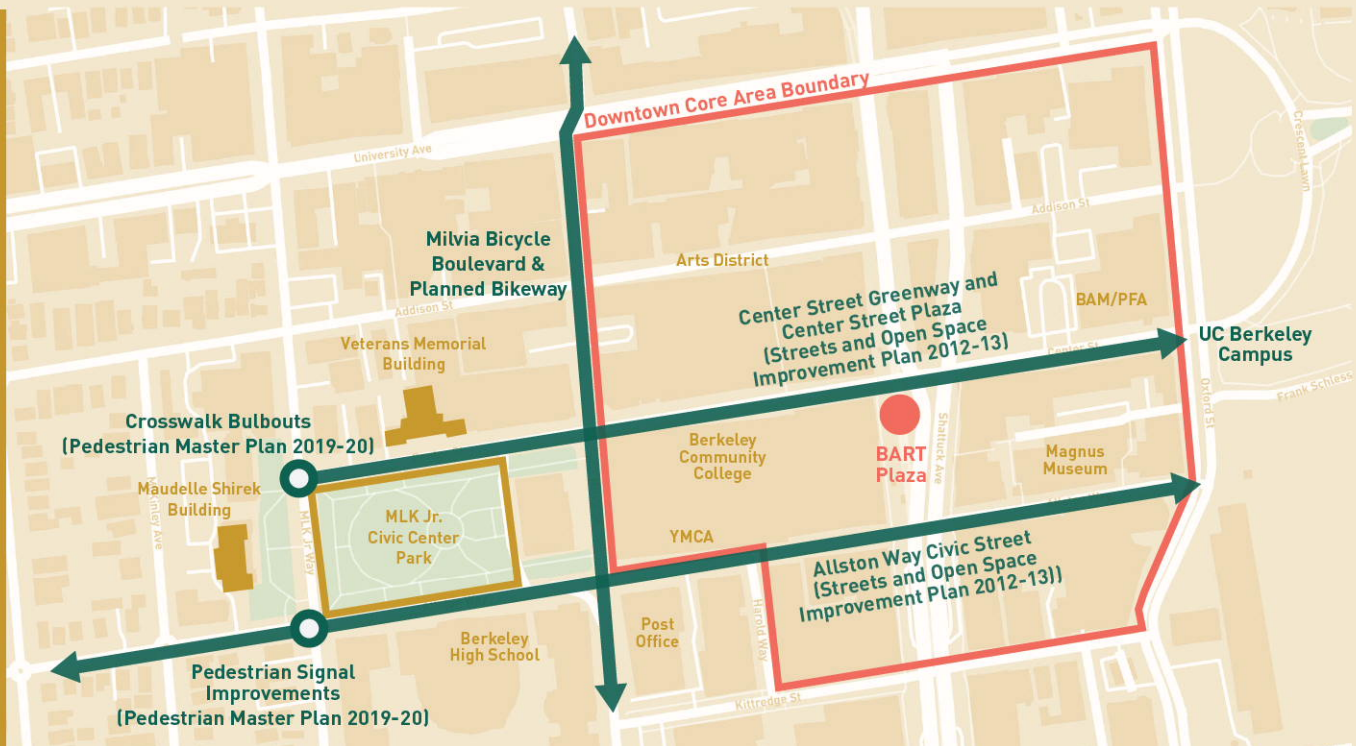 Downtown Core Area Boundary
University Ave
Crescent Lawn
Milvia Bicycle
Boulevard &
Planned Bikeway
Addison St
Arts District
Addison St
BAM/PFA
Center Street Greenway and
Center Street Plaza
(Streets and Open Space
Improvement Plan 2012-13)
Center St
UC Berkeley
Campus
Veterans Memorial
Building
Oxford St
Frank Schless
Crosswalk Bulbouts
(Pedestrian Master Plan 2019-20)
Berkeley
Community
College
BART
Plaza
Shattuck Ave
Magnus
Museum
Maudelle Shirek
Building
MLK Jr Way
MLK Jr.
Civic Center
Park
YMCA
Allston Way Civic Street
(Streets and Open Space
Improvement Plan 2012-13))
Harold Way
Post
Office
Berkeley
High School
Pedestrian Signal
Improvements
(Pedestrian Master Plan 2019-20)
Kittredge St